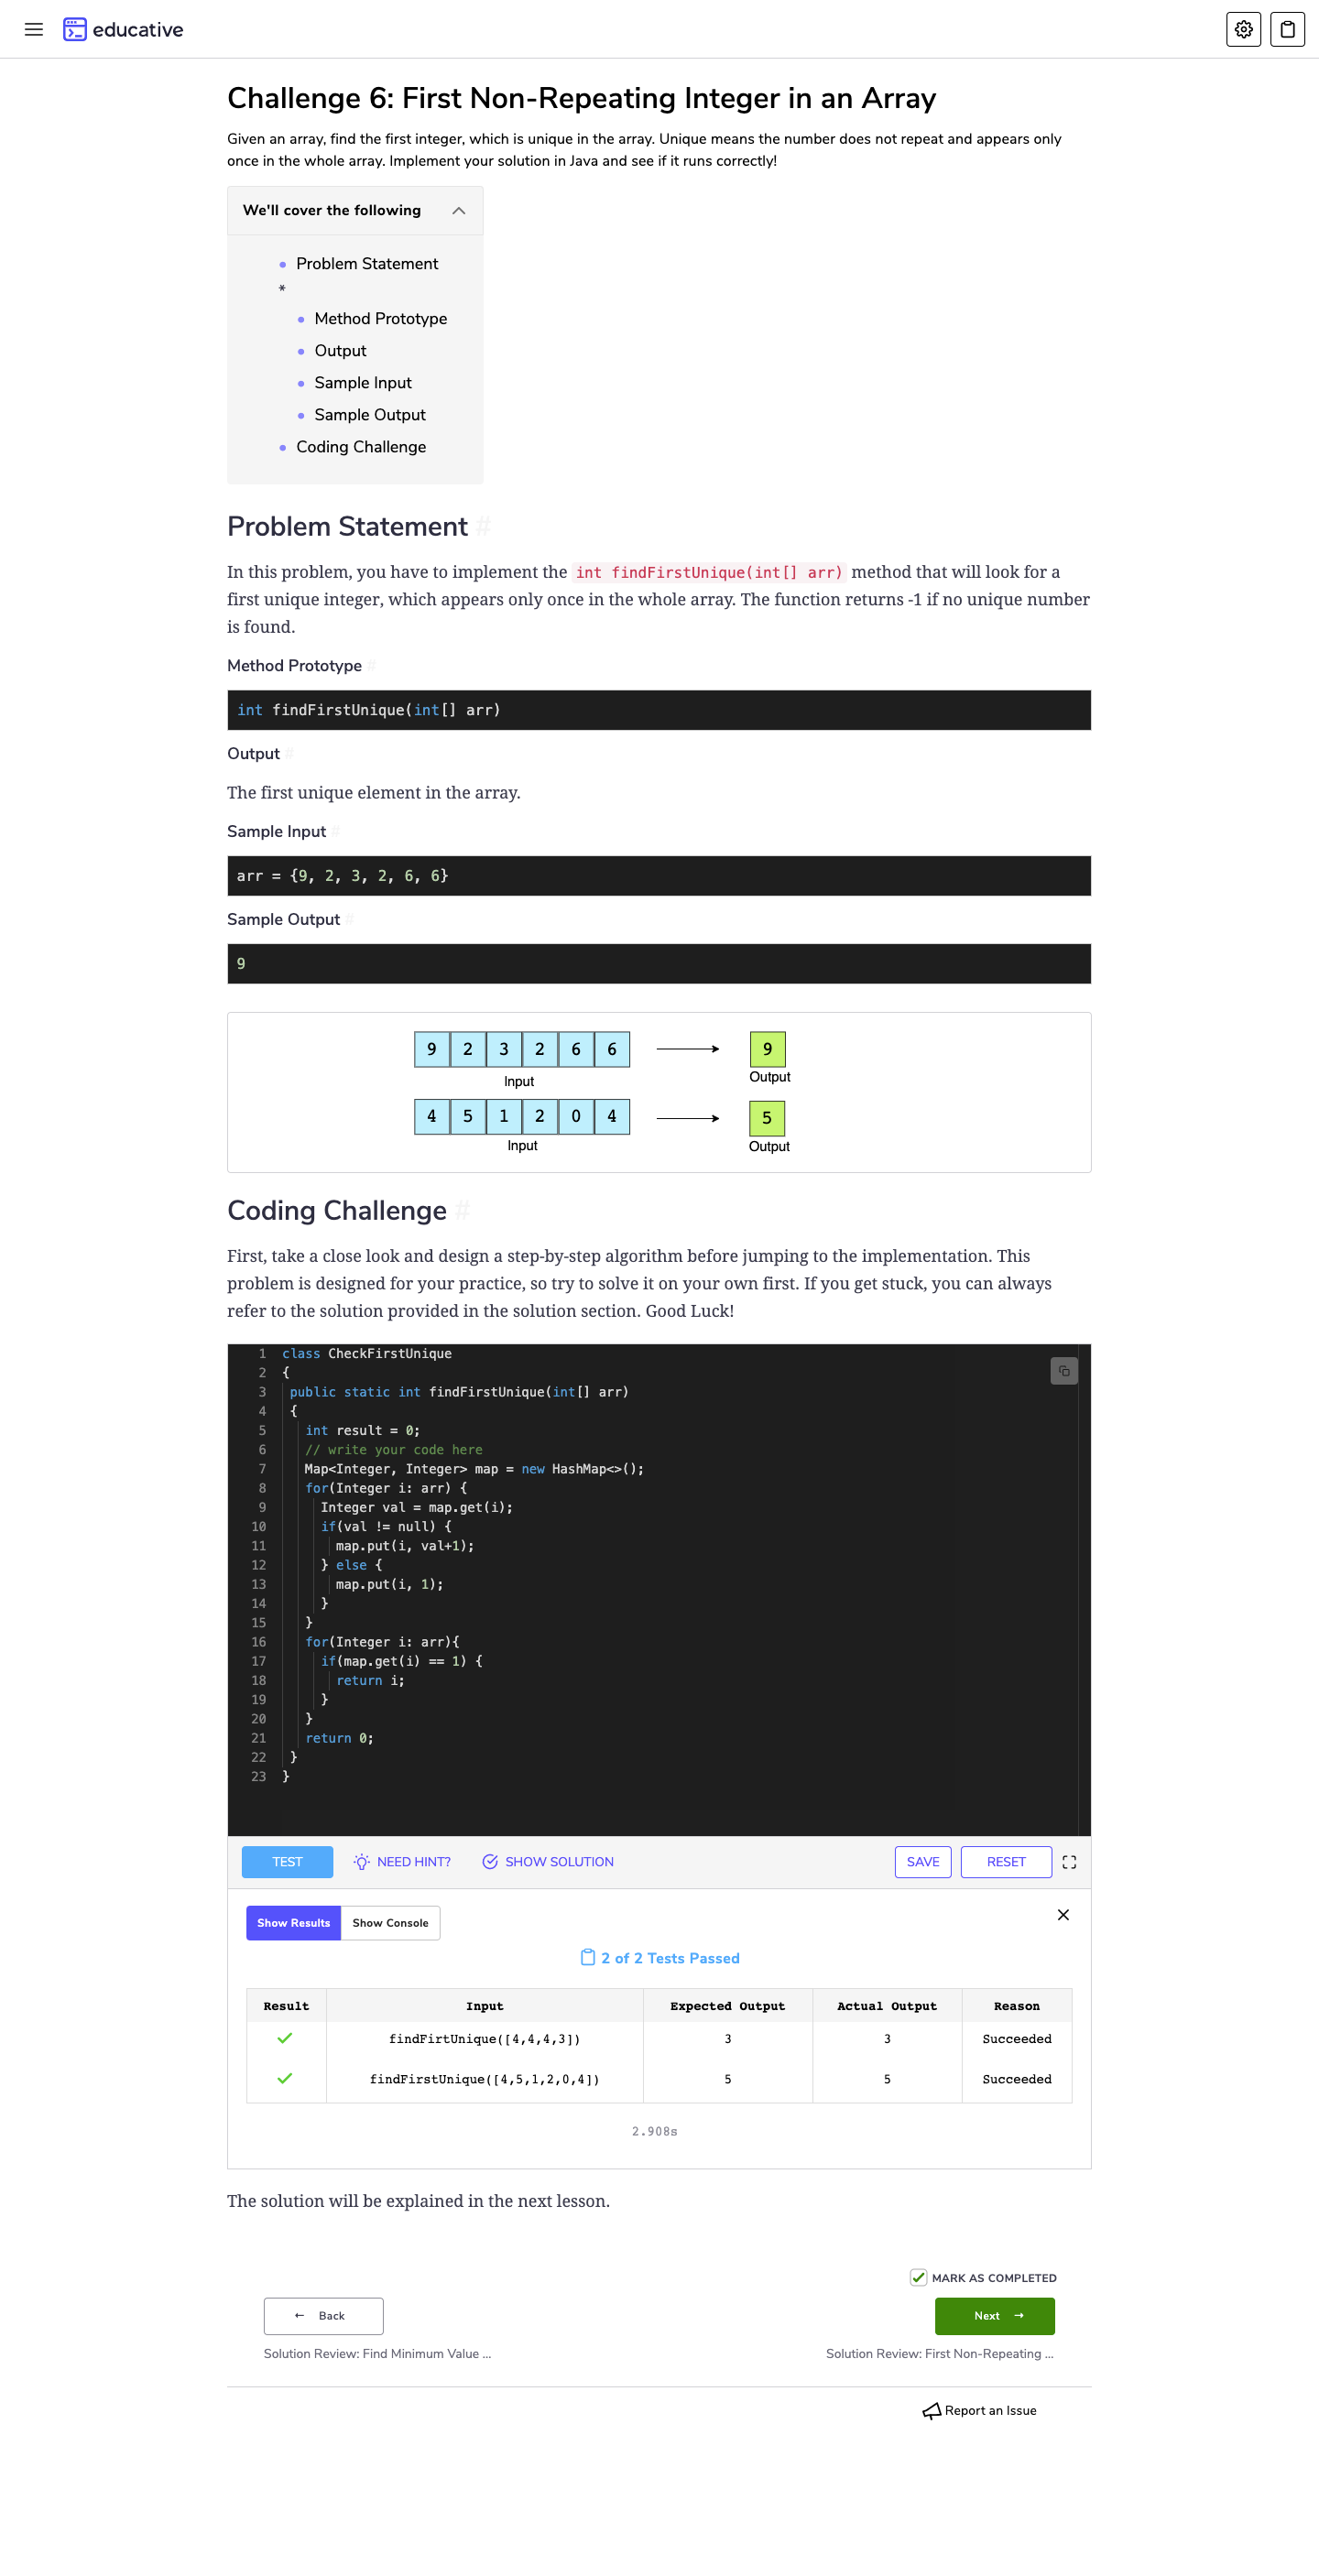 educative
Challenge 6: First Non-Repeating Integer in an Array
Given an array, find the first integer, which is unique in the array. Unique means the number does not repeat and appears only
once in the whole array. Implement your solution in Java and see if it runs correctly!
We'll cover the following
Problem Statement
*
Method Prototype
Output
Sample Input
Sample Output
Coding Challenge
Problem Statement #
In this problem, you have to implement the int findFirstUnique(int[] arr) method that will look for a
first unique integer, which appears only once in the whole array. The function returns -1 if no unique number
is found.
Method Prototype #
int findFirstUnique(int[] arr)
Output #
The first unique element in the array.
Sample Input #
arr = {9, 2, 3, 2, 6, 6}
Sample Output #
9
9 2 3 2 6 6 9
Input Output
4 5 1 2 0 4 5
Input Output
Coding Challenge #
First, take a close look and design a step-by-step algorithm before jumping to the implementation. This
problem is designed for your practice, so try to solve it on your own first. If you get stuck, you can always
refer to the solution provided in the solution section. Good Luck!
1 class CheckFirstUnique
2 {
3 public static int findFirstUnique(int[] arr)
4 {
5 int result = 0;
6 // write your code here
7 Map<Integer, Integer> map = new HashMap<>();
8 for(Integer i: arr) {
9 Integer val = map.get(i);
10 if(val != null) {
11 map.put(i, val+1);
12 } else {
13 map.put(i, 1);
14 }
15 }
16 for(Integer i: arr){
17 if(map.get(i) == 1) {
18 return i;
19 }
20 }
21 return 0;
22 }
23 }
TEST NEED HINT? SHOW SOLUTION SAVE RESET
Show Results Show Console
2 of 2 Tests Passed
Result Input Expected Output Actual Output Reason
findFirtUnique([4,4,4,3]) 3 3 Succeeded
findFirstUnique([4,5,1,2,0,4]) 5 5 Succeeded
2.908s
The solution will be explained in the next lesson.
MARK AS COMPLETED
← Back Next →
Solution Review: Find Minimum Value ... Solution Review: First Non-Repeating ...
Report an Issue